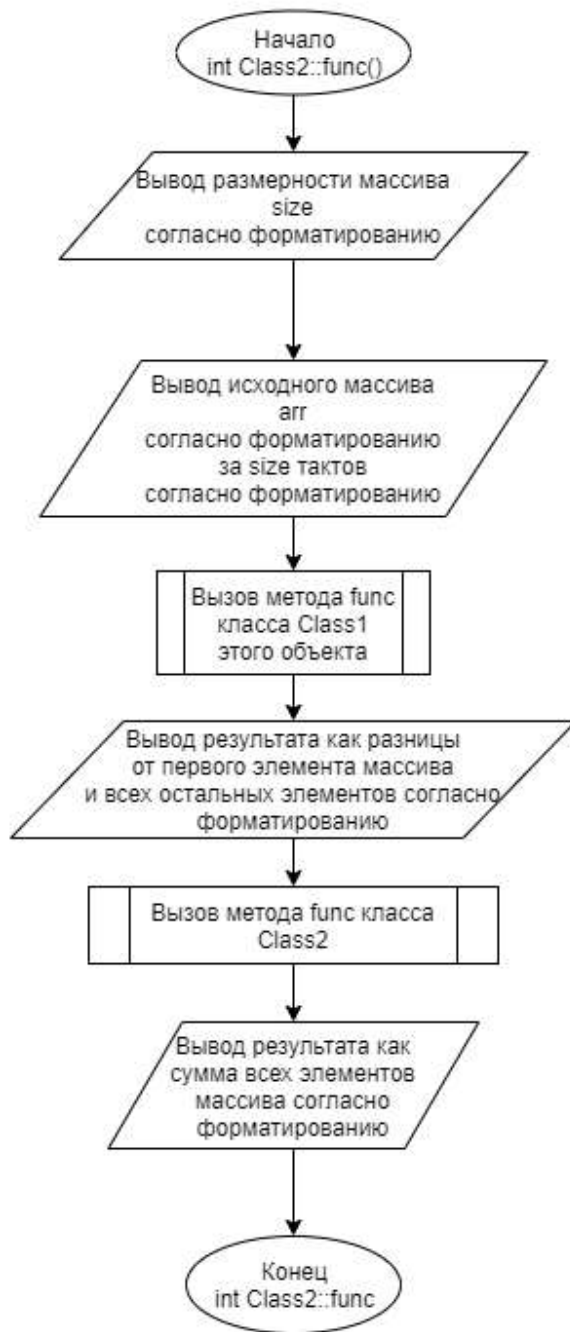 Начало
int Class2::func()
Вывод размерности массива
size
согласно форматированию
Вывод исходного массива
arr
согласно форматированию
за size тактов
согласно форматированию
Вызов метода func
класса Class1
этого объекта
Вывод результата как разницы
от первого элемента массива
и всех остальных элементов согласно
форматированию
Вызов метода func класса
Class2
Вывод результата как
сумма всех элементов
массива согласно
форматированию
Конец
int Class2::func